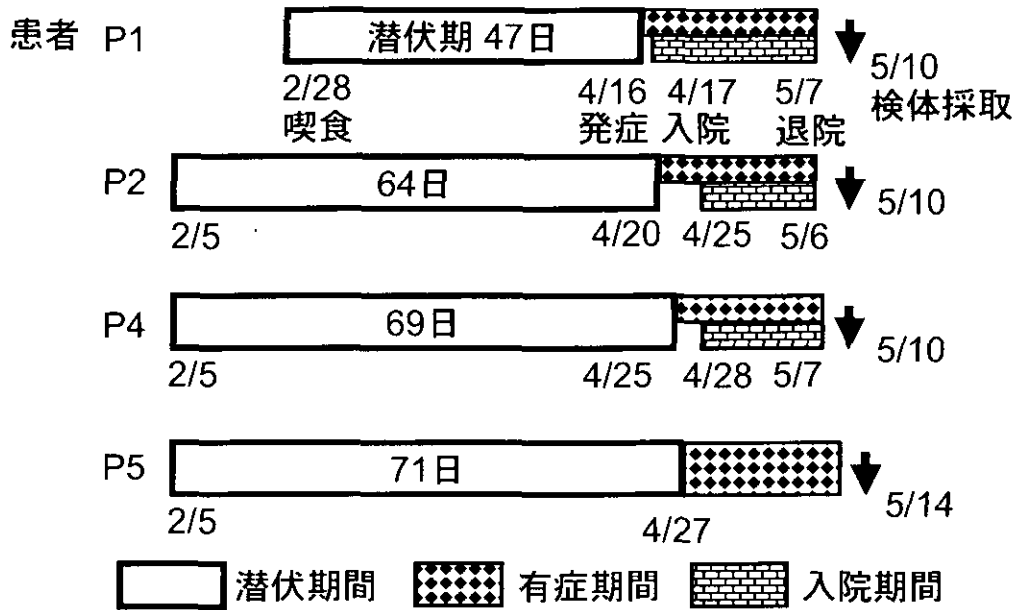 患者 P1 潜伏期 47日
2/28 4/16 4/17 5/7 5/10
喫食 発症 入院 退院 検体採取
P2 64日
2/5 4/20 4/25 5/6 5/10
P4 69日
2/5 4/25 4/28 5/7 5/10
P5 71日
2/5 4/27 5/14
潜伏期間 有症期間 入院期間